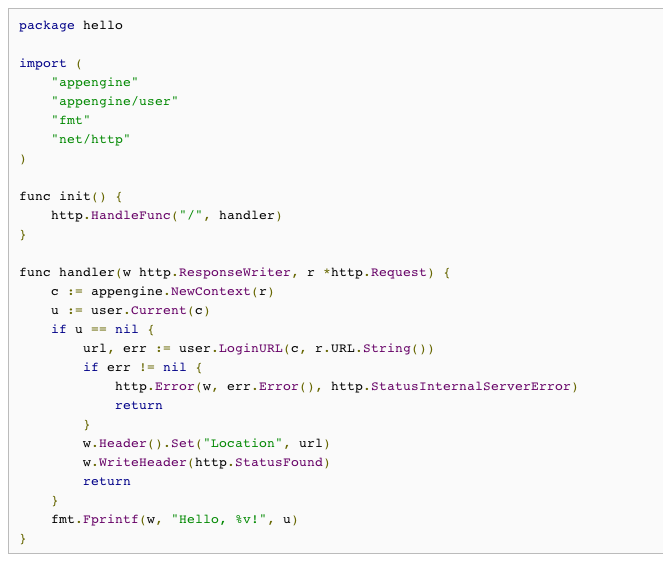 package hello

import (
    "appengine"
    "appengine/user"
    "fmt"
    "net/http"
)

func init() {
    http.HandleFunc("/", handler)
}

func handler(w http.ResponseWriter, r *http.Request) {
    c := appengine.NewContext(r)
    u := user.Current(c)
    if u == nil {
        url, err := user.LoginURL(c, r.URL.String())
        if err != nil {
            http.Error(w, err.Error(), http.StatusInternalServerError)
            return
        }
        w.Header().Set("Location", url)
        w.WriteHeader(http.StatusFound)
        return
    }
    fmt.Fprintf(w, "Hello, %v!", u)
}